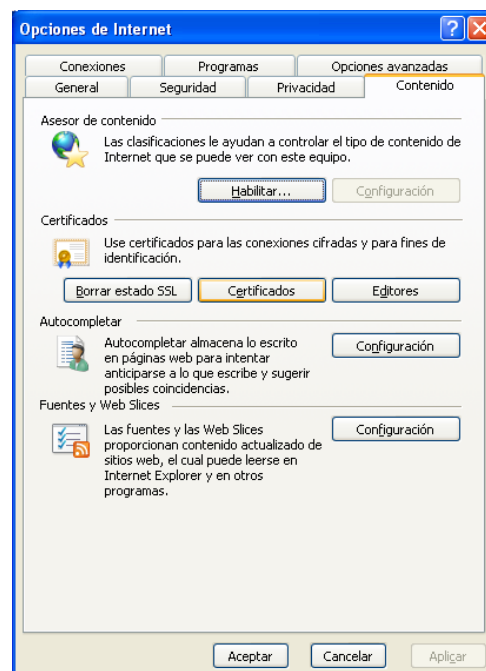 Opciones de Internet
?
X
Conexiones Programas Opciones avanzadas
General Seguridad Privacidad Contenido
Asesor de contenido
Las clasificaciones le ayudan a controlar el tipo de contenido de
Internet que se puede ver con este equipo.
Habilitar... Configuración
Certificados
Use certificados para las conexiones cifradas y para fines de
identificación.
Borrar estado SSL Certificados Editores
Autocompletar
Autocompletar almacena lo escrito
en páginas web para intentar
anticiparse a lo que escribe y sugerir
posibles coincidencias.
Configuración
Fuentes y Web Slices
Las fuentes y las Web Slices
proporcionan contenido actualizado de
sitios web, el cual puede leerse en
Internet Explorer y en otros
programas.
Configuración
Aceptar Cancelar Aplicar